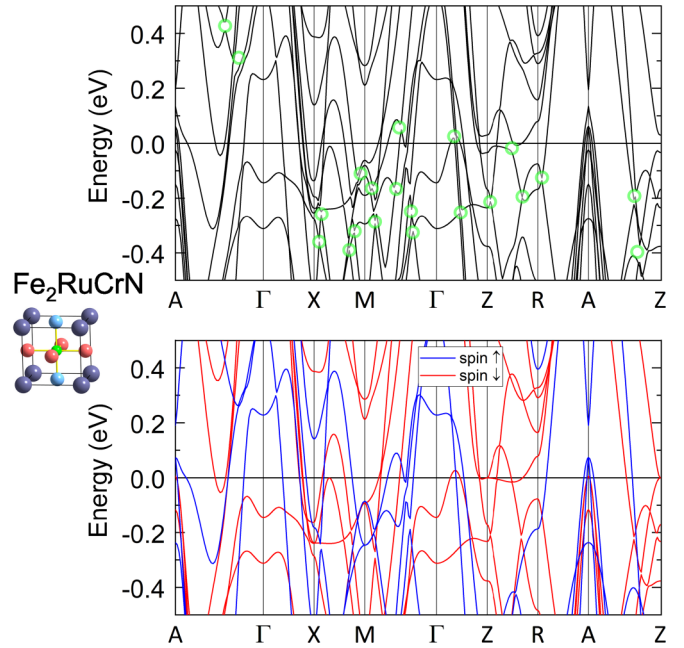 0.4
0.2
0.0
-0.2
-0.4
Energy (eV)
A Γ X M Γ Z R A Z
Fe₂RuCrN
spin ↑
spin ↓
0.4
0.2
0.0
-0.2
-0.4
Energy (eV)
A Γ X M Γ Z R A Z